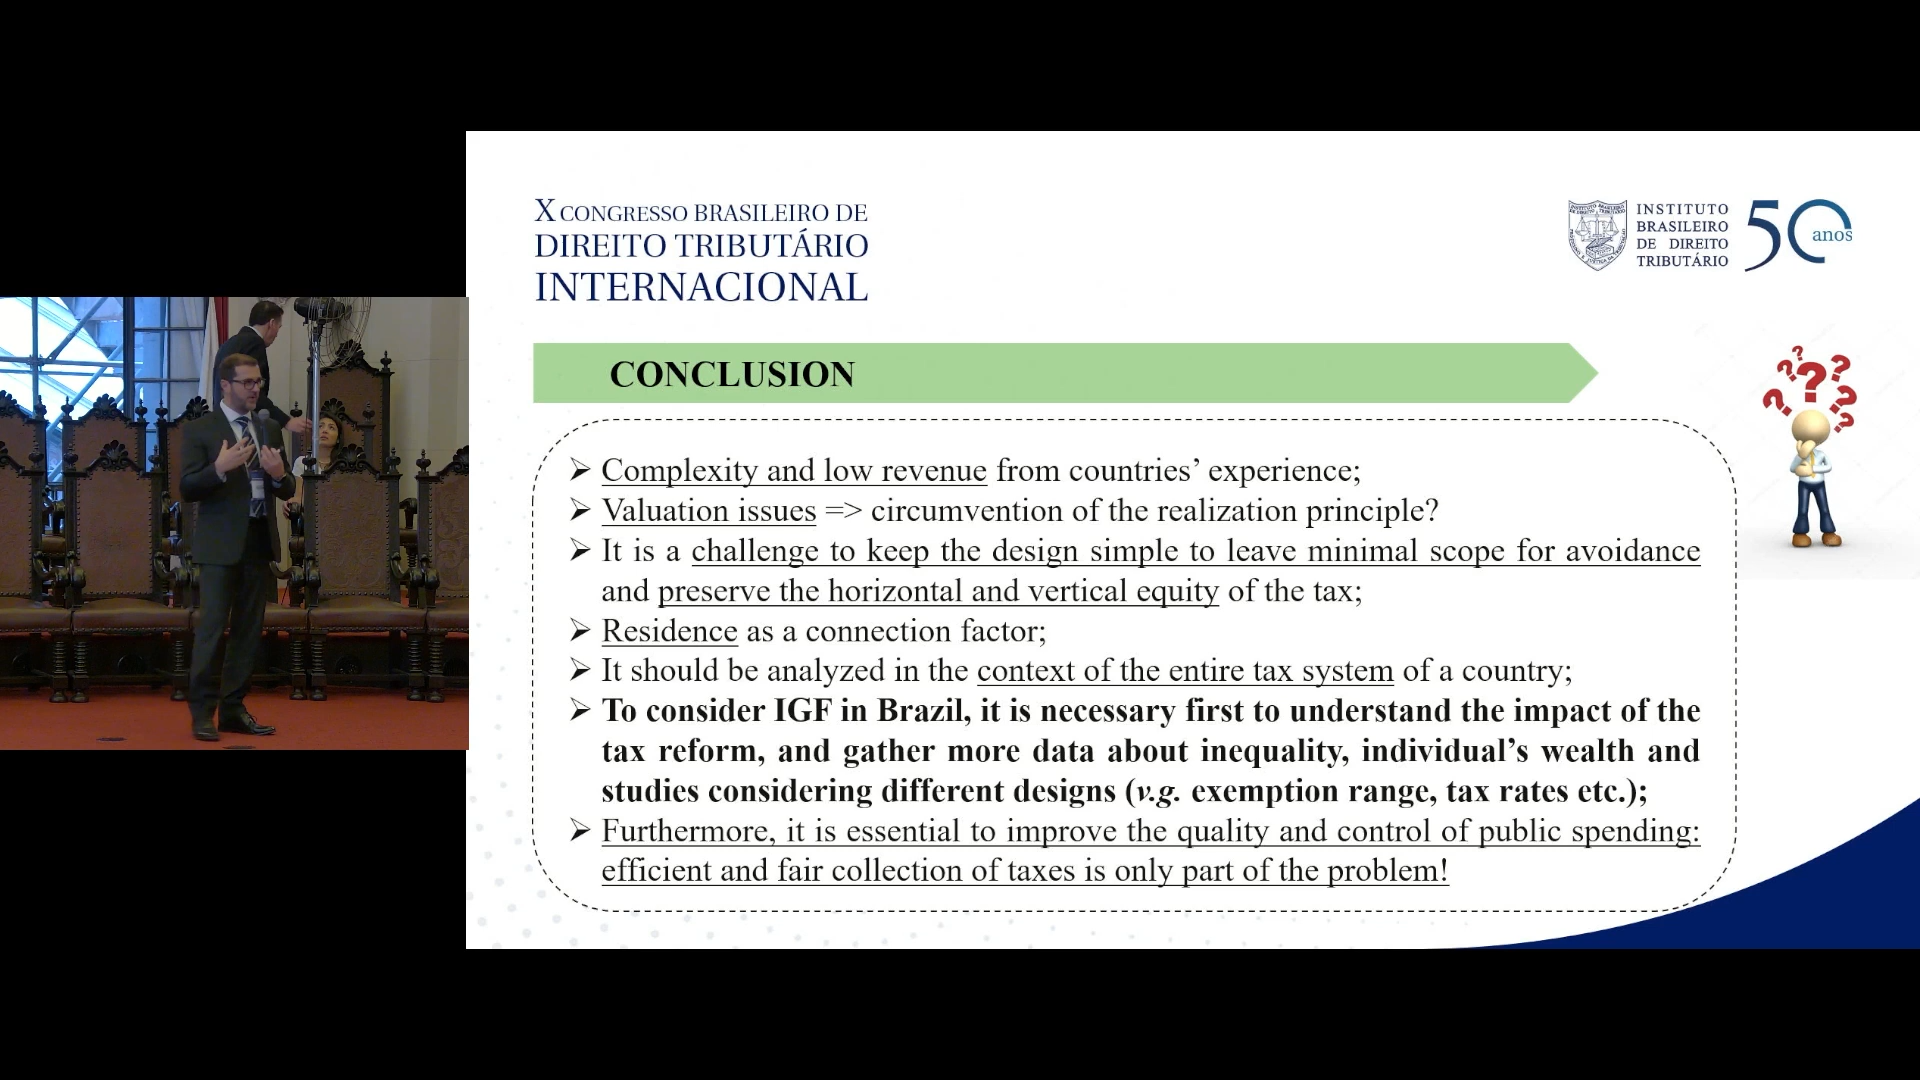 X CONGRESSO BRASILEIRO DE
DIREITO TRIBUTÁRIO
INTERNACIONAL
INSTITUTO
BRASILEIRO
DE DIREITO
TRIBUTÁRIO
50 anos
CONCLUSION
➢ Complexity and low revenue from countries’ experience;
➢ Valuation issues => circumvention of the realization principle?
➢ It is a challenge to keep the design simple to leave minimal scope for avoidance
and preserve the horizontal and vertical equity of the tax;
➢ Residence as a connection factor;
➢ It should be analyzed in the context of the entire tax system of a country;
➢ To consider IGF in Brazil, it is necessary first to understand the impact of the
tax reform, and gather more data about inequality, individual’s wealth and
studies considering different designs (v.g. exemption range, tax rates etc.);
➢ Furthermore, it is essential to improve the quality and control of public spending:
efficient and fair collection of taxes is only part of the problem!